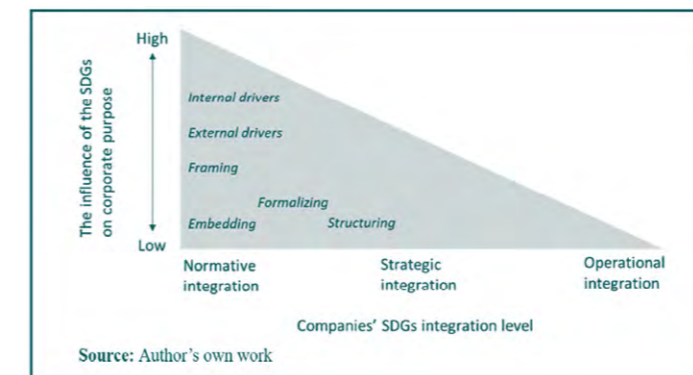 High
The influence of the SDGs
on corporate purpose
Internal drivers
External drivers
Framing
Formalizing
Embedding
Structuring
Low
Normative
integration
Strategic
integration
Operational
integration
Companies' SDGs integration level
Source: Author's own work